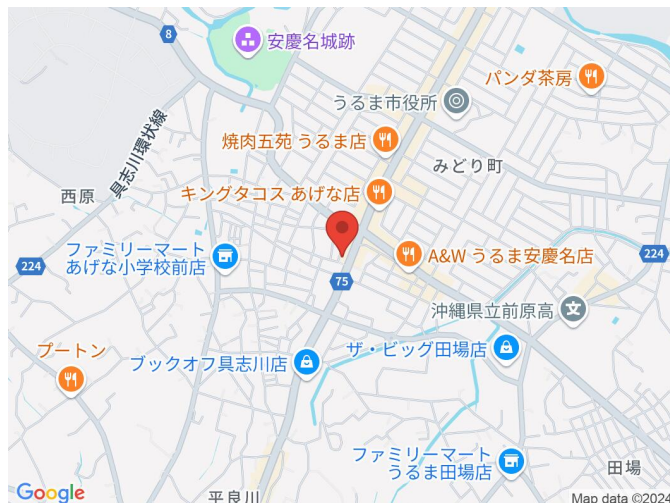 8
安慶名城跡
パンダ茶房
うるま市役所
焼肉五苑 うるま店
みどり町
具志川環状線
西原
キングタコス あげな店
224
ファミリーマート
あげな小学校前店
A&W うるま安慶名店
224
75
沖縄県立前原高
プートン
ブックオフ具志川店
ザ・ビッグ田場店
ファミリーマート
うるま田場店
田場
平良川
Google
Map data ©2024